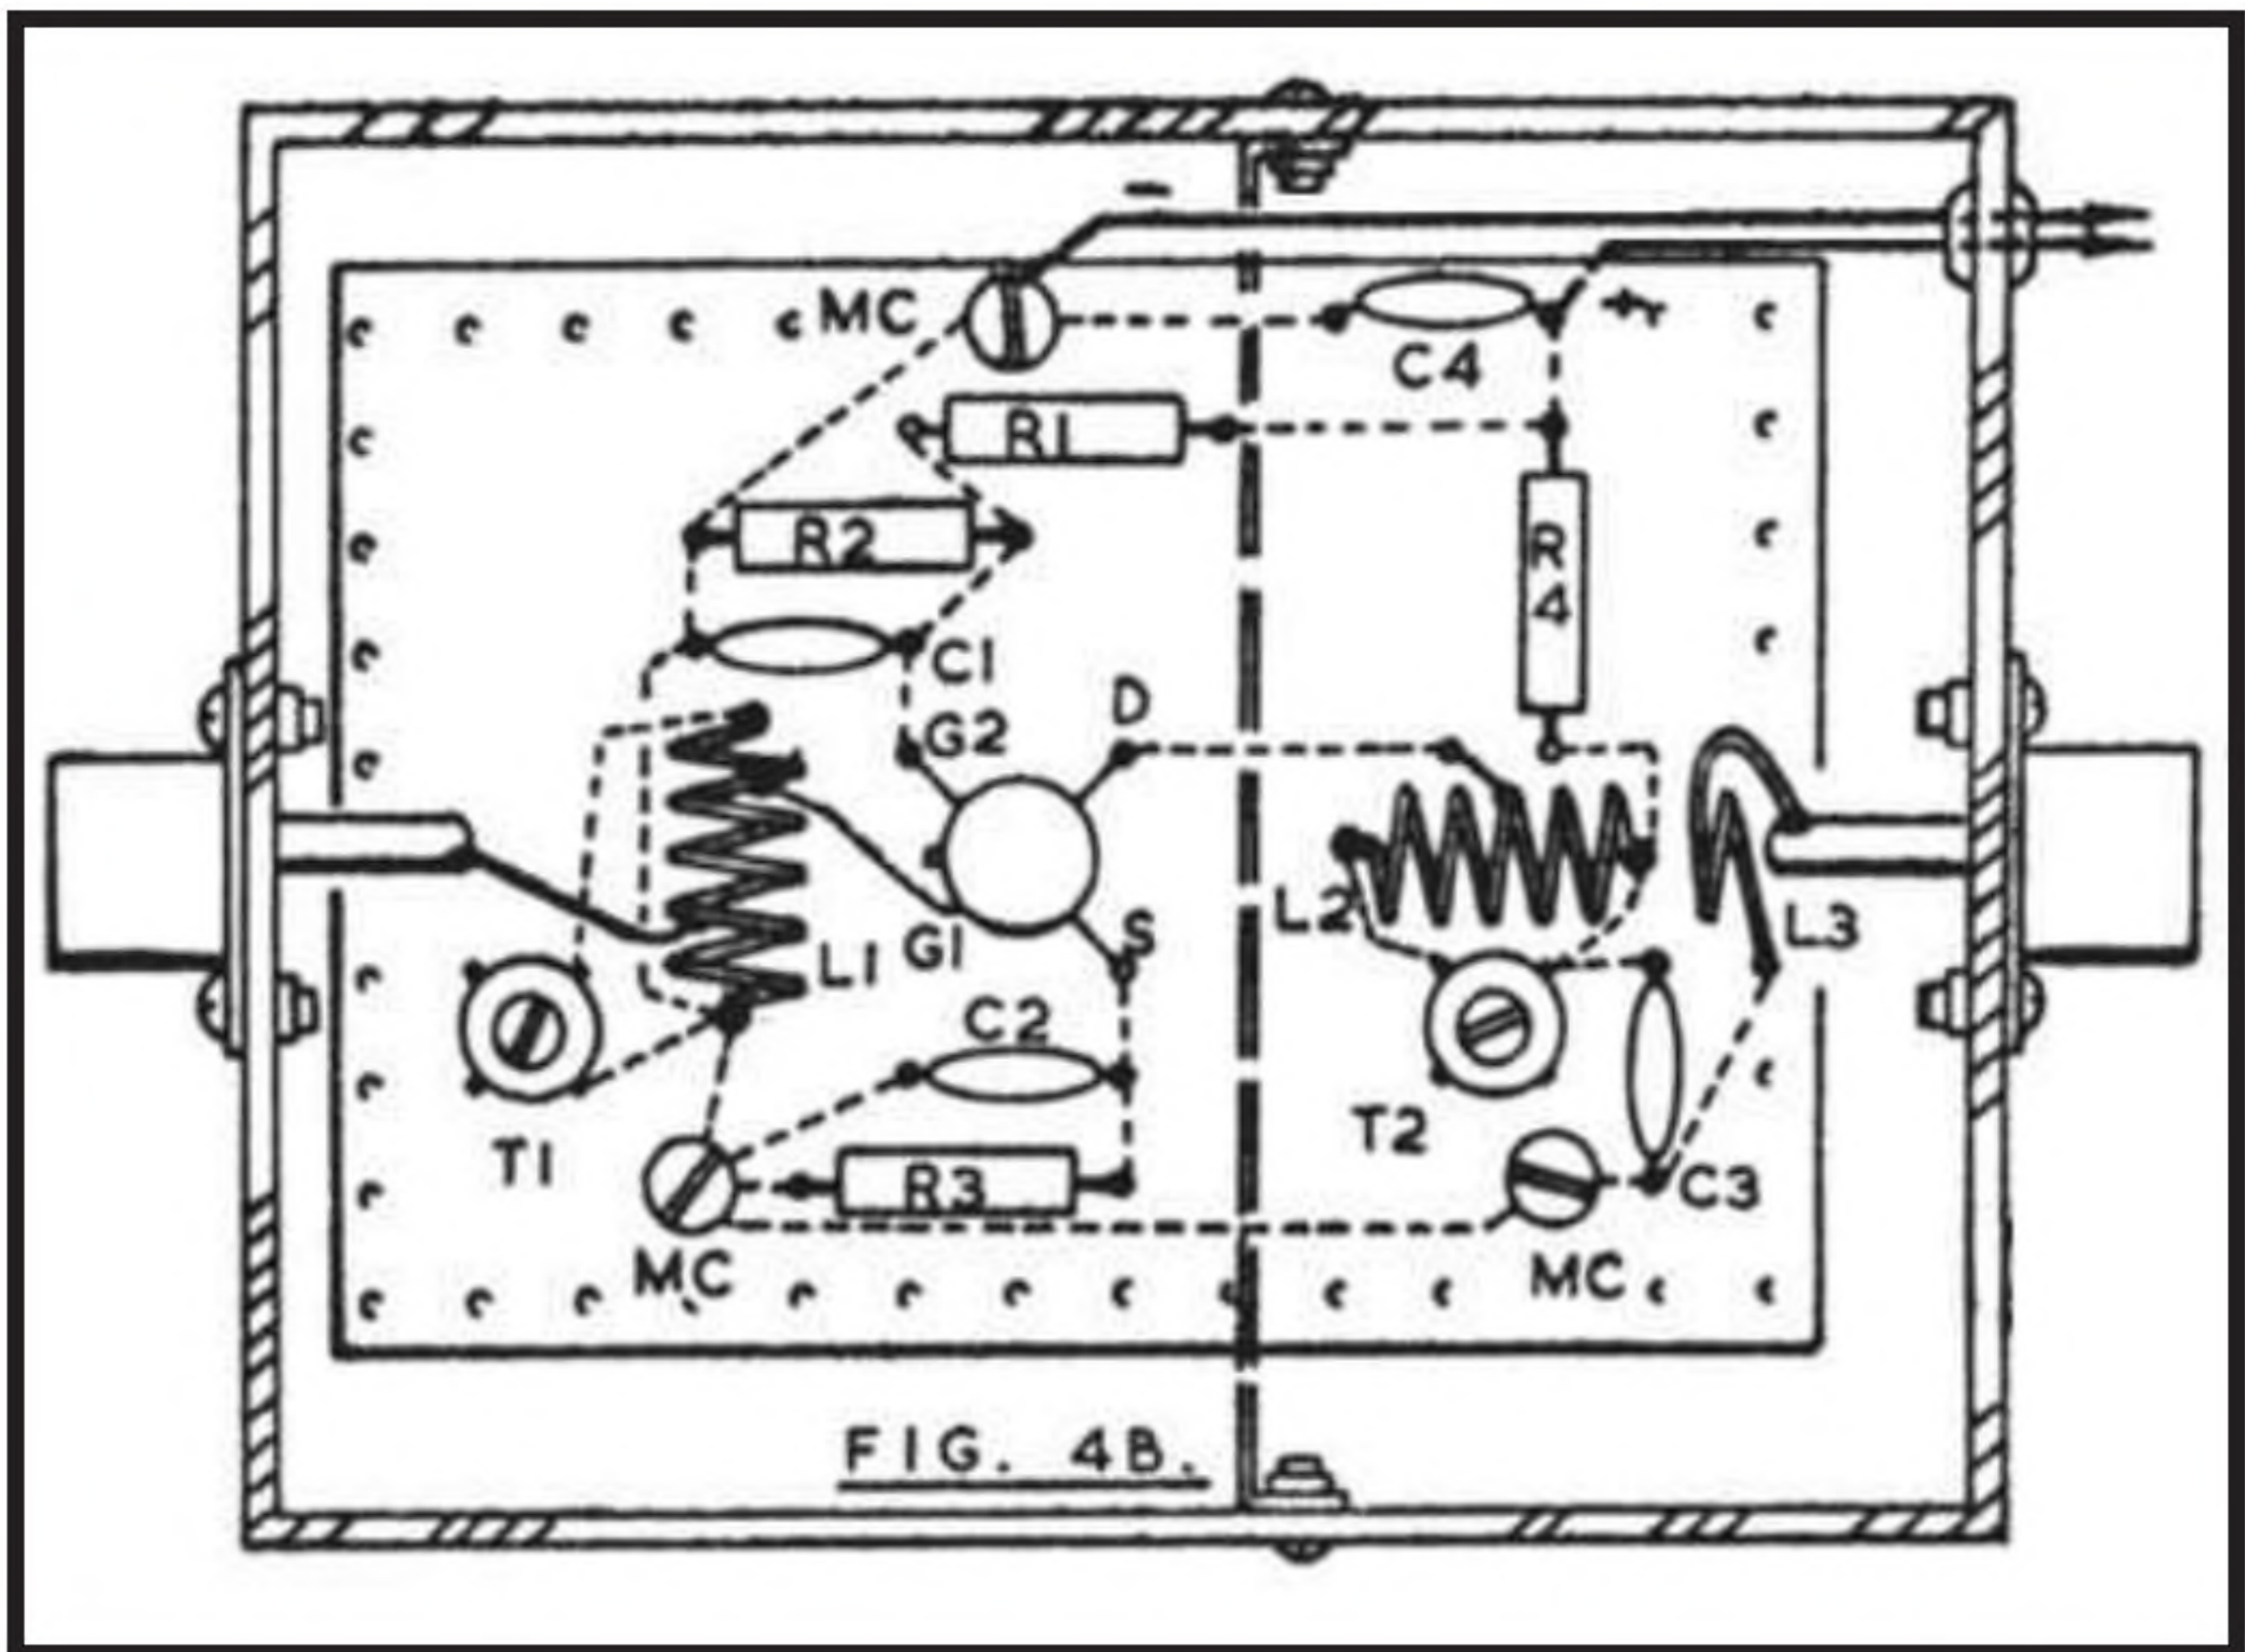 −
MC
+
C4
R1
R2
R
4
C1
D
G2
L2
S
L3
L1
G1
C2
T2
T1
R3
C3
MC
MC
FIG. 4B.